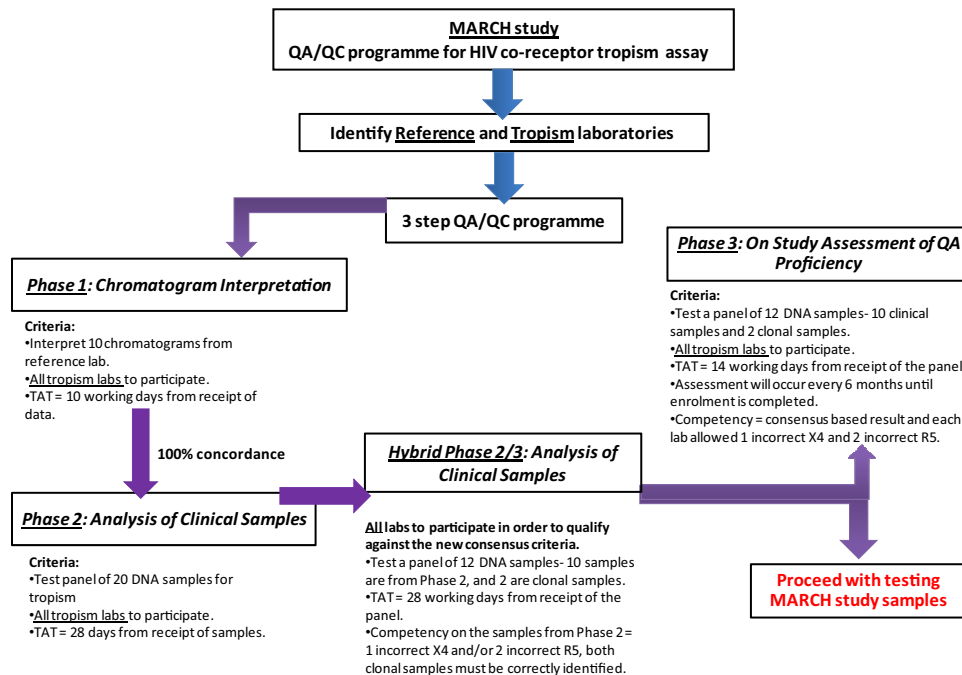 MARCH study
QA/QC programme for HIV co-receptor tropism assay
Identify Reference and Tropism laboratories
3 step QA/QC programme
Phase 1: Chromatogram Interpretation
Criteria:
•Interpret 10 chromatograms from
reference lab.
•All tropism labs to participate.
•TAT = 10 working days from receipt of
data.
100% concordance
Phase 2: Analysis of Clinical Samples
Criteria:
•Test panel of 20 DNA samples for
tropism
•All tropism labs to participate.
•TAT = 28 days from receipt of samples.
Hybrid Phase 2/3: Analysis of
Clinical Samples
All labs to participate in order to qualify
against the new consensus criteria.
•Test a panel of 12 DNA samples- 10 samples
are from Phase 2, and 2 are clonal samples.
•TAT = 28 working days from receipt of the
panel.
•Competency on the samples from Phase 2 =
1 incorrect X4 and/or 2 incorrect R5, both
clonal samples must be correctly identified.
Phase 3: On Study Assessment of QA
Proficiency
Criteria:
•Test a panel of 12 DNA samples- 10 clinical
samples and 2 clonal samples.
•All tropism labs to participate.
•TAT = 14 working days from receipt of the panel
•Assessment will occur every 6 months until
enrolment is completed.
•Competency = consensus based result and each
lab allowed 1 incorrect X4 and 2 incorrect R5.
Proceed with testing
MARCH study samples